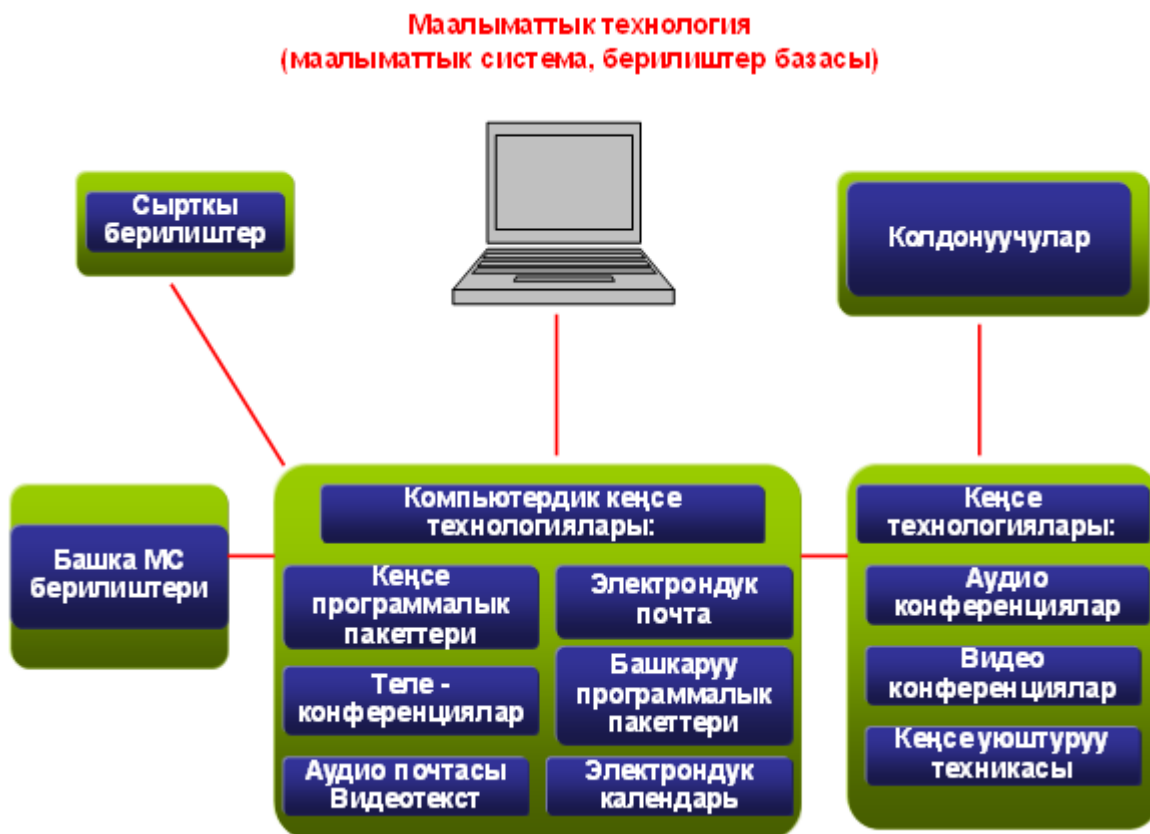 Маалыматтык технология
(маалыматтык система, берилиштер базасы)
Сырткы
берилиштер
Колдонуучулар
Башка МС
берилиштери
Компьютердик кеңсе
технологиялары:
Кеңсе
программалык
пакеттери
Электрондук
почта
Теле -
конференциялар
Башкаруу
программалык
пакеттери
Аудио почтасы
Видеотекст
Электрондук
календарь
Кеңсе
технологиялары:
Аудио
конференциялар
Видео
конференциялар
Кеңсе уюштуруу
техникасы